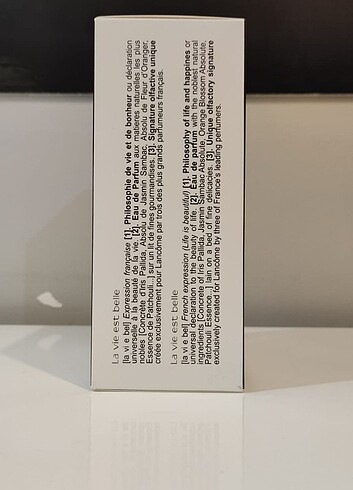 La vie est belle
[la vi ɛ bɛl] Expression française [1]. Philosophie de vie et de bonheur ou déclaration
universelle à la beauté de la vie. [2]. Eau de Parfum aux matières naturelles les plus
nobles [Concrète d'Iris Pallida, Absolu de Jasmin Sambac, Absolu de Fleur d'Oranger,
Essence de Patchouli...] sur un lit de fines gourmandises. [3]. Signature olfactive unique
créée exclusivement pour Lancôme par trois des plus grands parfumeurs français.
La vie est belle
[la vi ɛ bɛl] French expression (Life is beautiful) [1]. Philosophy of life and happines or
universal declaration to the beauty of life. [2]. Eau de parfum with the noblest natural
ingredients [Concrete of Iris Pallida, Jasmin Sambac Absolute, Orange Blossom Absolute,
Patchouli Essence...] lain on a bed of fine delicacies. [3]. Unique olfactory signature
exclusively created for Lancôme by three of France's leading perfumers.